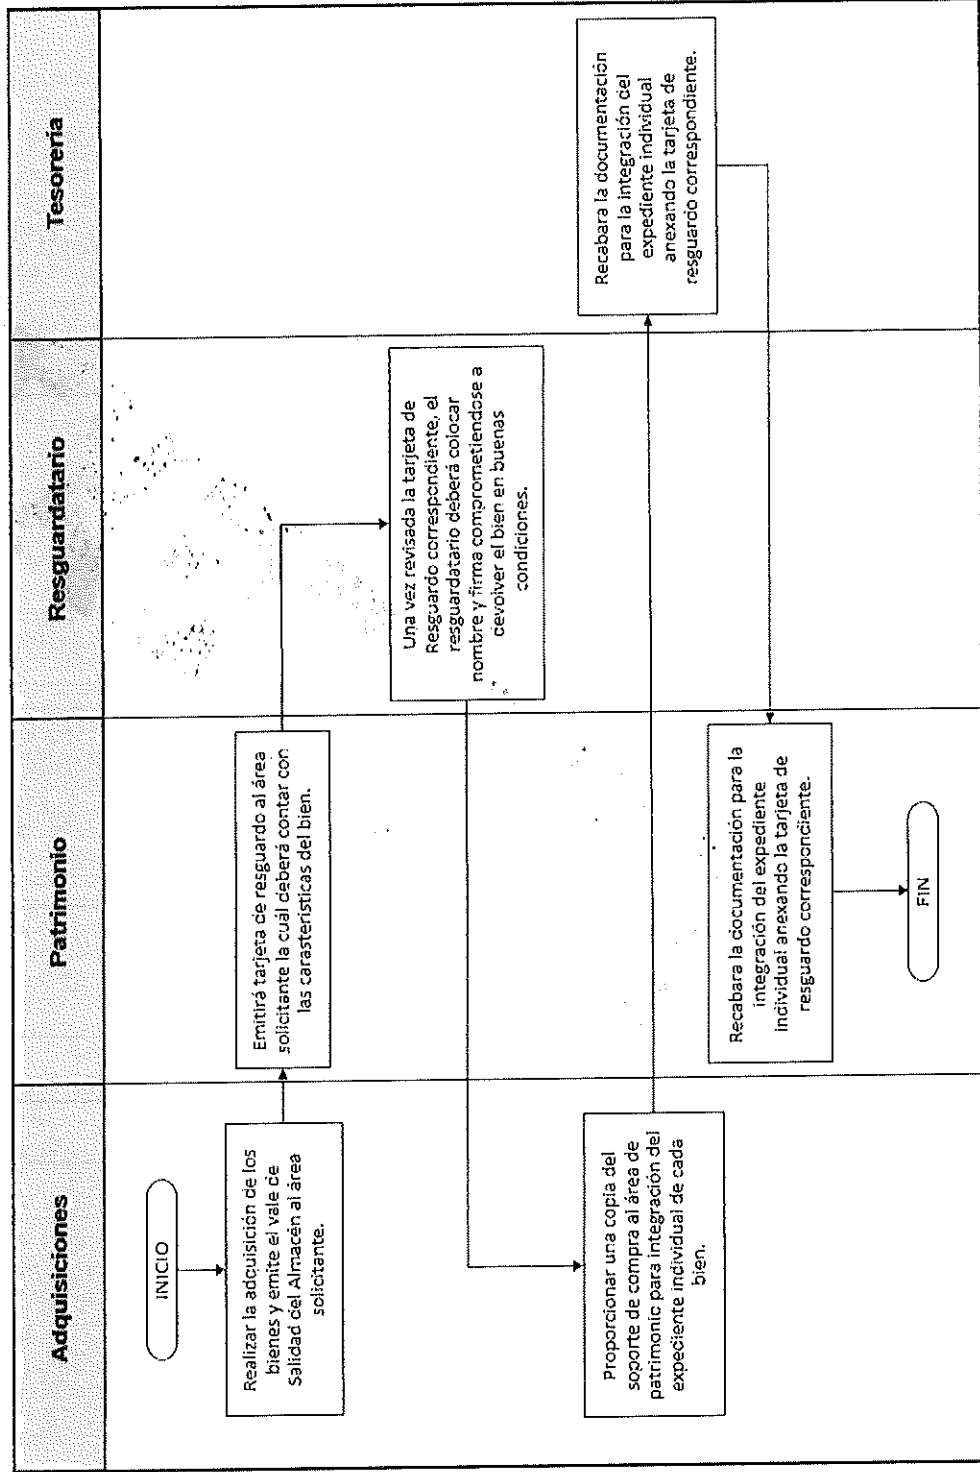 Adquisiciones
Patrimonio
Resguardatario
Tesorería
INICIO
Realizar la adquisición de los
bienes y emite el vale de
Salidad del Almacén al área
solicitante.
Emitirá tarjeta de resguardo al área
solicitante la cuál deberá contar con
las carasterísticas del bien.
Una vez revisada la tarjeta de
Resguardo correspondiente, el
resguardatario deberá colocar
nombre y firma comprometiendose a
devolver el bien en buenas
condiciones.
Proporcionar una copia del
soporte de compra al área de
patrimonio para integración del
expediente individual de cada
bien.
Recabara la documentación
para la integración del
expediente individual
anexando la tarjeta de
resguardo correspondiente.
Recabara la documentación para la
integración del expediente
individual anexando la tarjeta de
resguardo correspondiente.
FIN